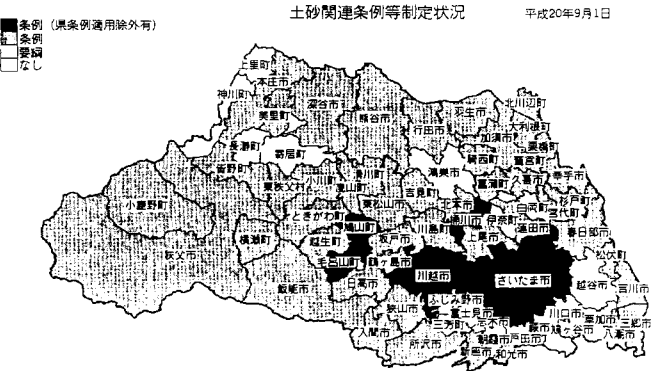 土砂関連条例等制定状況
平成20年9月1日
条例(県条例適用除外有)
条例
要綱
なし
上里町
本庄市
神川町
美里町
深谷市
熊谷市
行田市
羽生市
加須市
北川辺町
大利根町
栗橋町
鷲宮町
幸手市
長瀞町
寄居町
皆野町
東秩父村
小川町
嵐山町
滑川町
東松山市
吉見町
鴻巣市
騎西町
菖蒲町
久喜市
杉戸町
宮代町
白岡町
小鹿野町
秩父市
横瀬町
ときがわ町
鳩山町
越生町
毛呂山町
坂戸市
鶴ヶ島市
川島町
北本市
桶川市
伊奈町
上尾市
蓮田市
春日部市
松伏町
飯能市
日高市
川越市
さいたま市
越谷市
吉川市
狭山市
ふじみ野市
富士見市
三芳町
志木市
入間市
所沢市
朝霞市
新座市
和光市
戸田市
蕨市
川口市
鳩ヶ谷市
草加市
八潮市
三郷市